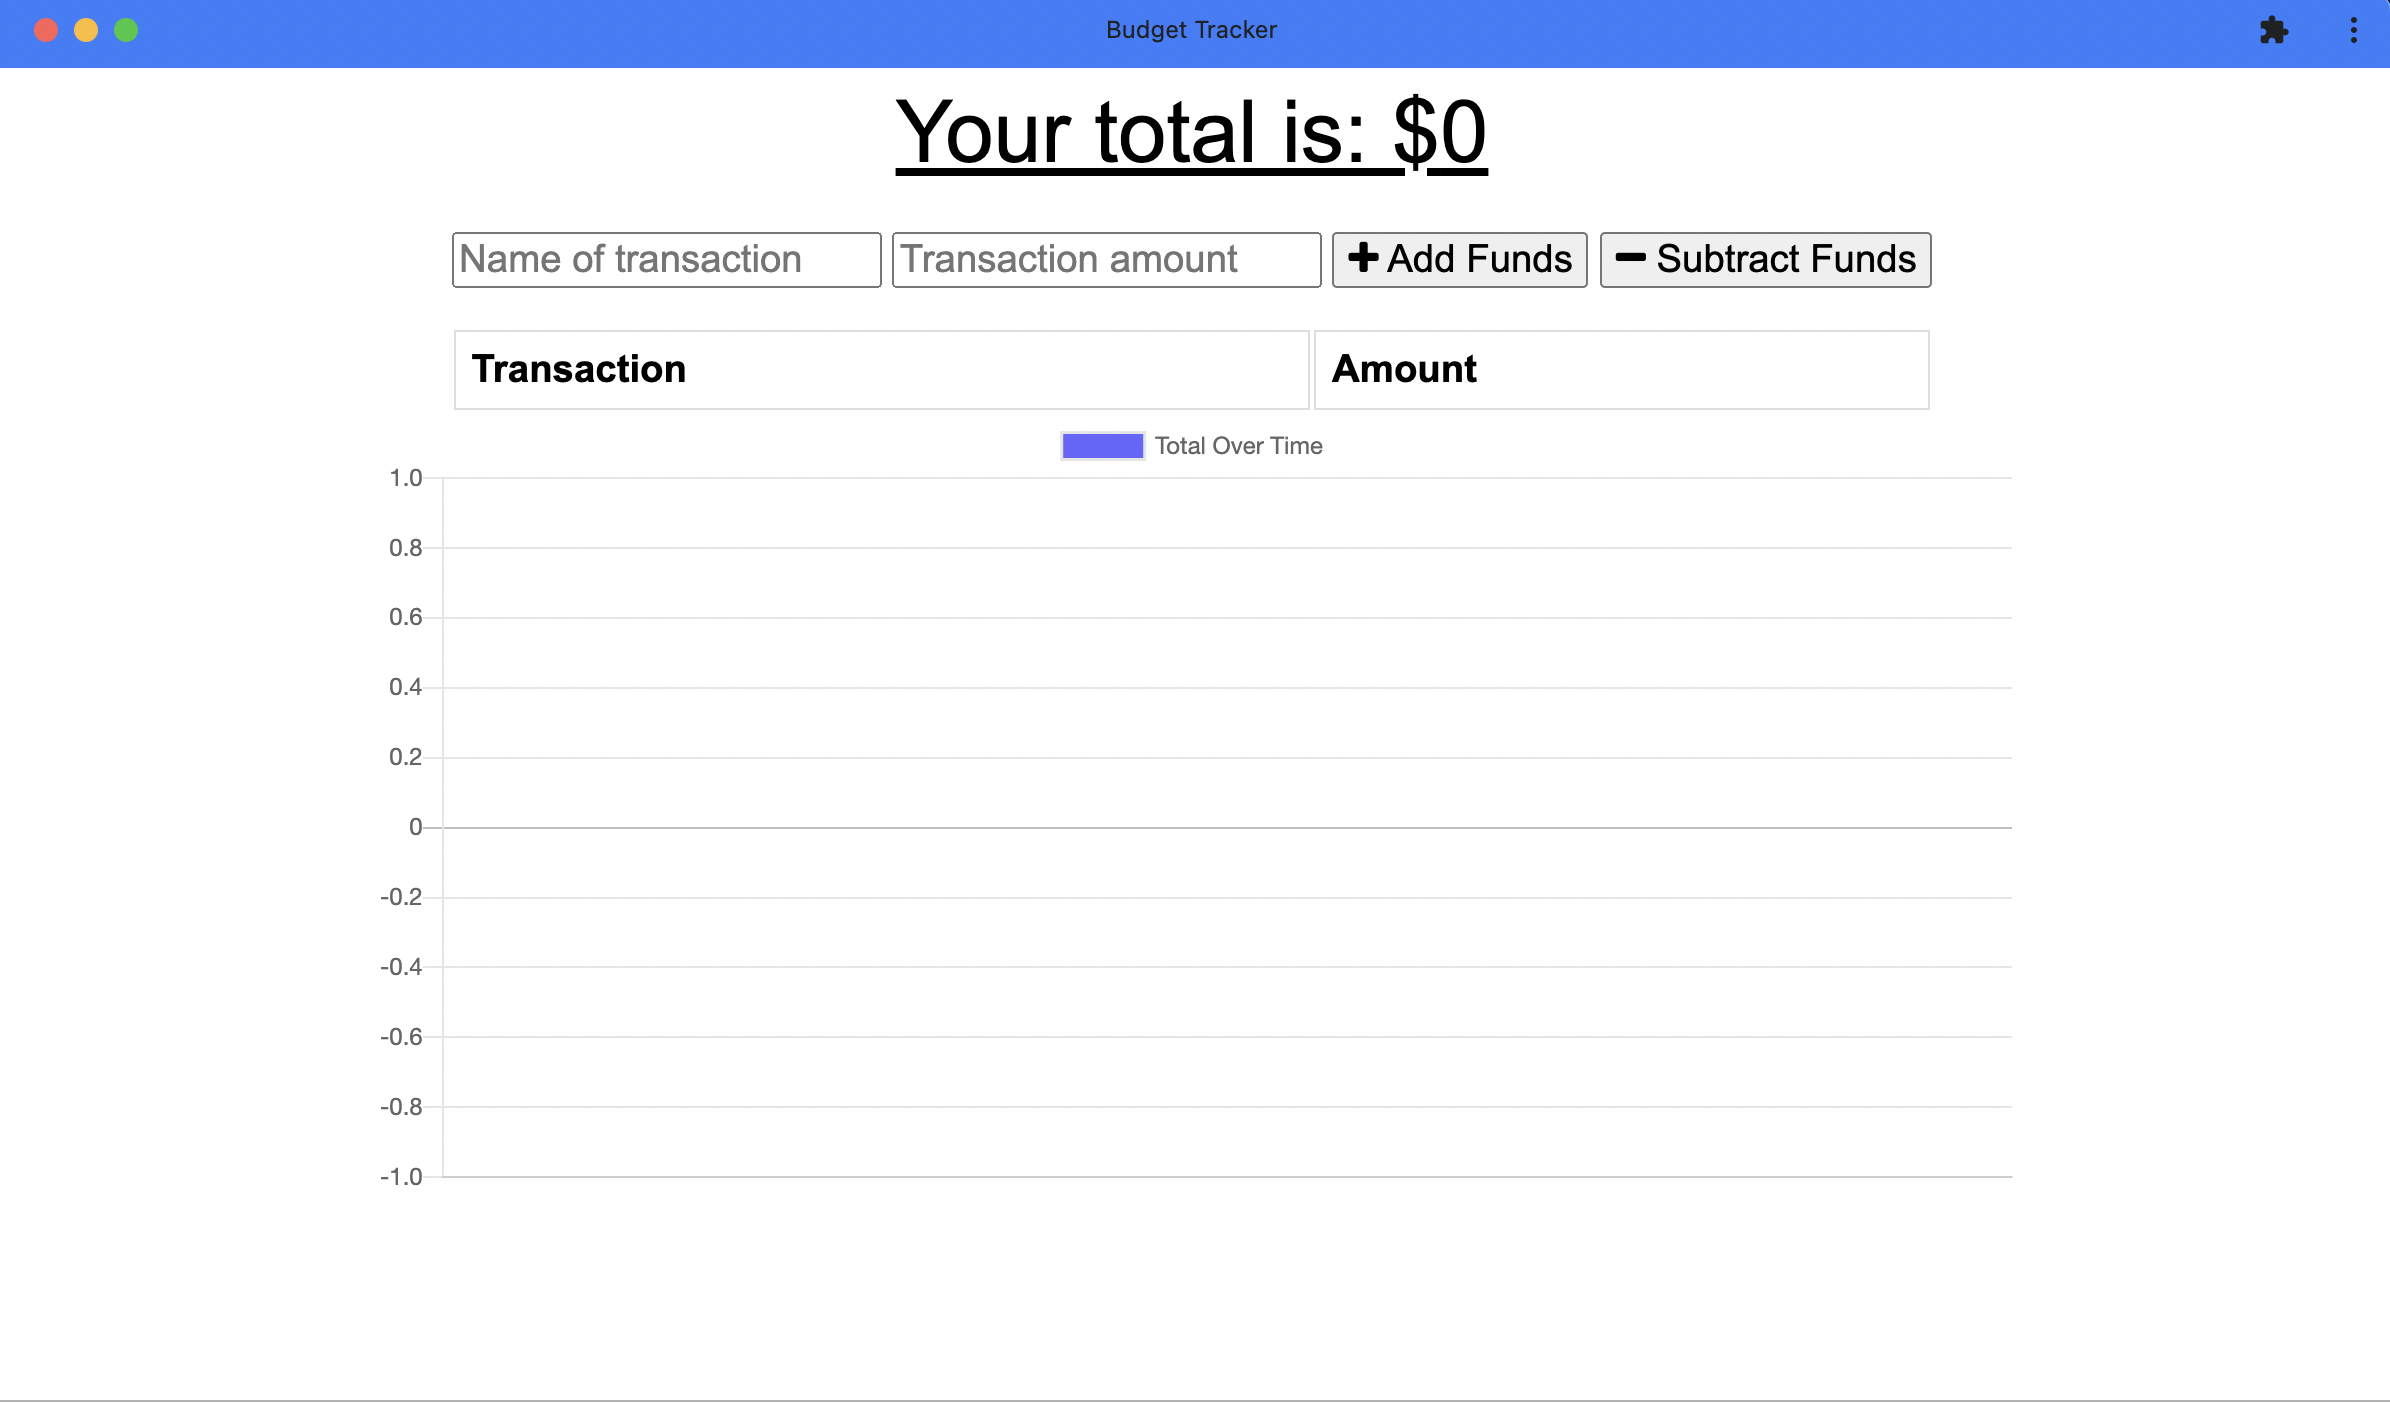 Budget Tracker
Your total is: $0
Name of transaction Transaction amount Add Funds Subtract Funds
Transaction Amount
Total Over Time
1.0
0.8
0.6
0.4
0.2
0
-0.2
-0.4
-0.6
-0.8
-1.0